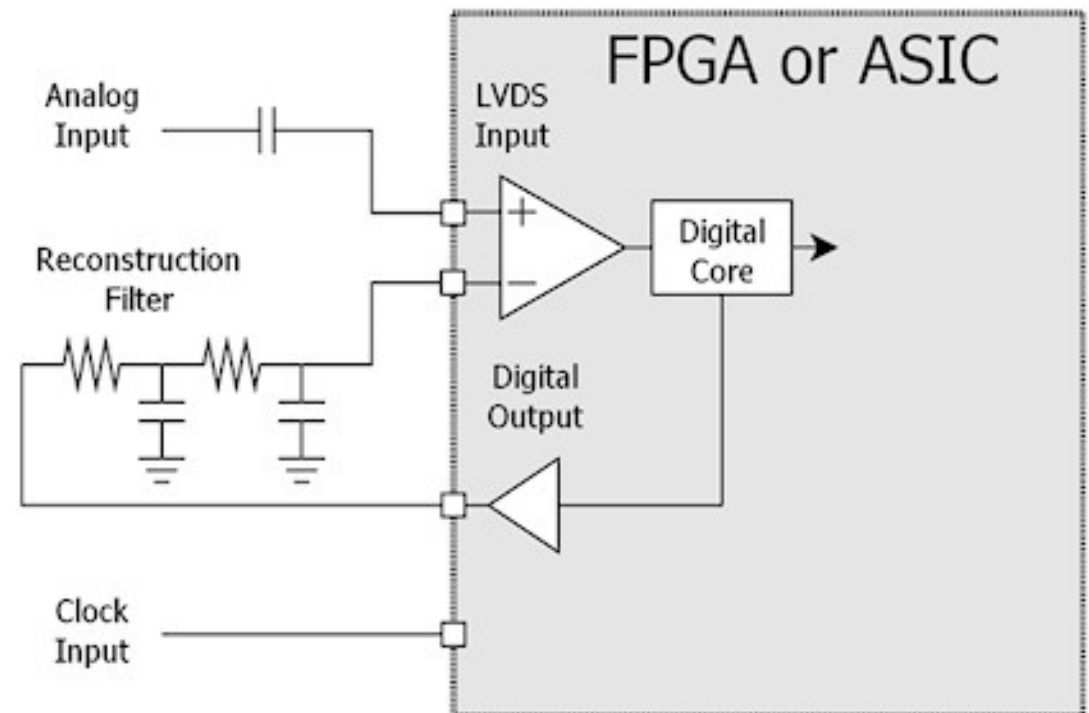 FPGA or ASIC
Analog
Input
LVDS
Input
+
−
Digital
Core
Reconstruction
Filter
Digital
Output
Clock
Input